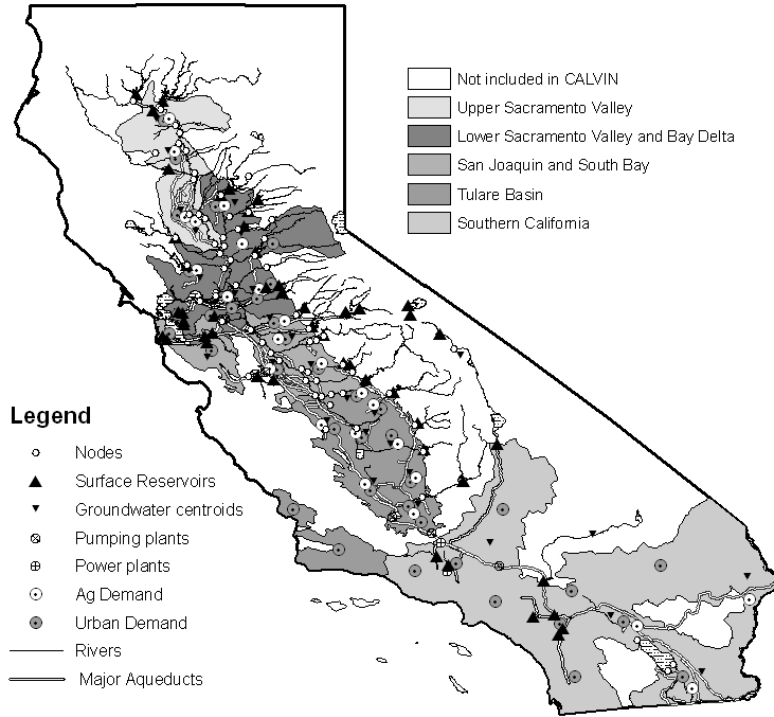 Not included in CALVIN
Upper Sacramento Valley
Lower Sacramento Valley and Bay Delta
San Joaquin and South Bay
Tulare Basin
Southern California
Legend
Nodes
Surface Reservoirs
Groundwater centroids
Pumping plants
Power plants
Ag Demand
Urban Demand
Rivers
Major Aqueducts